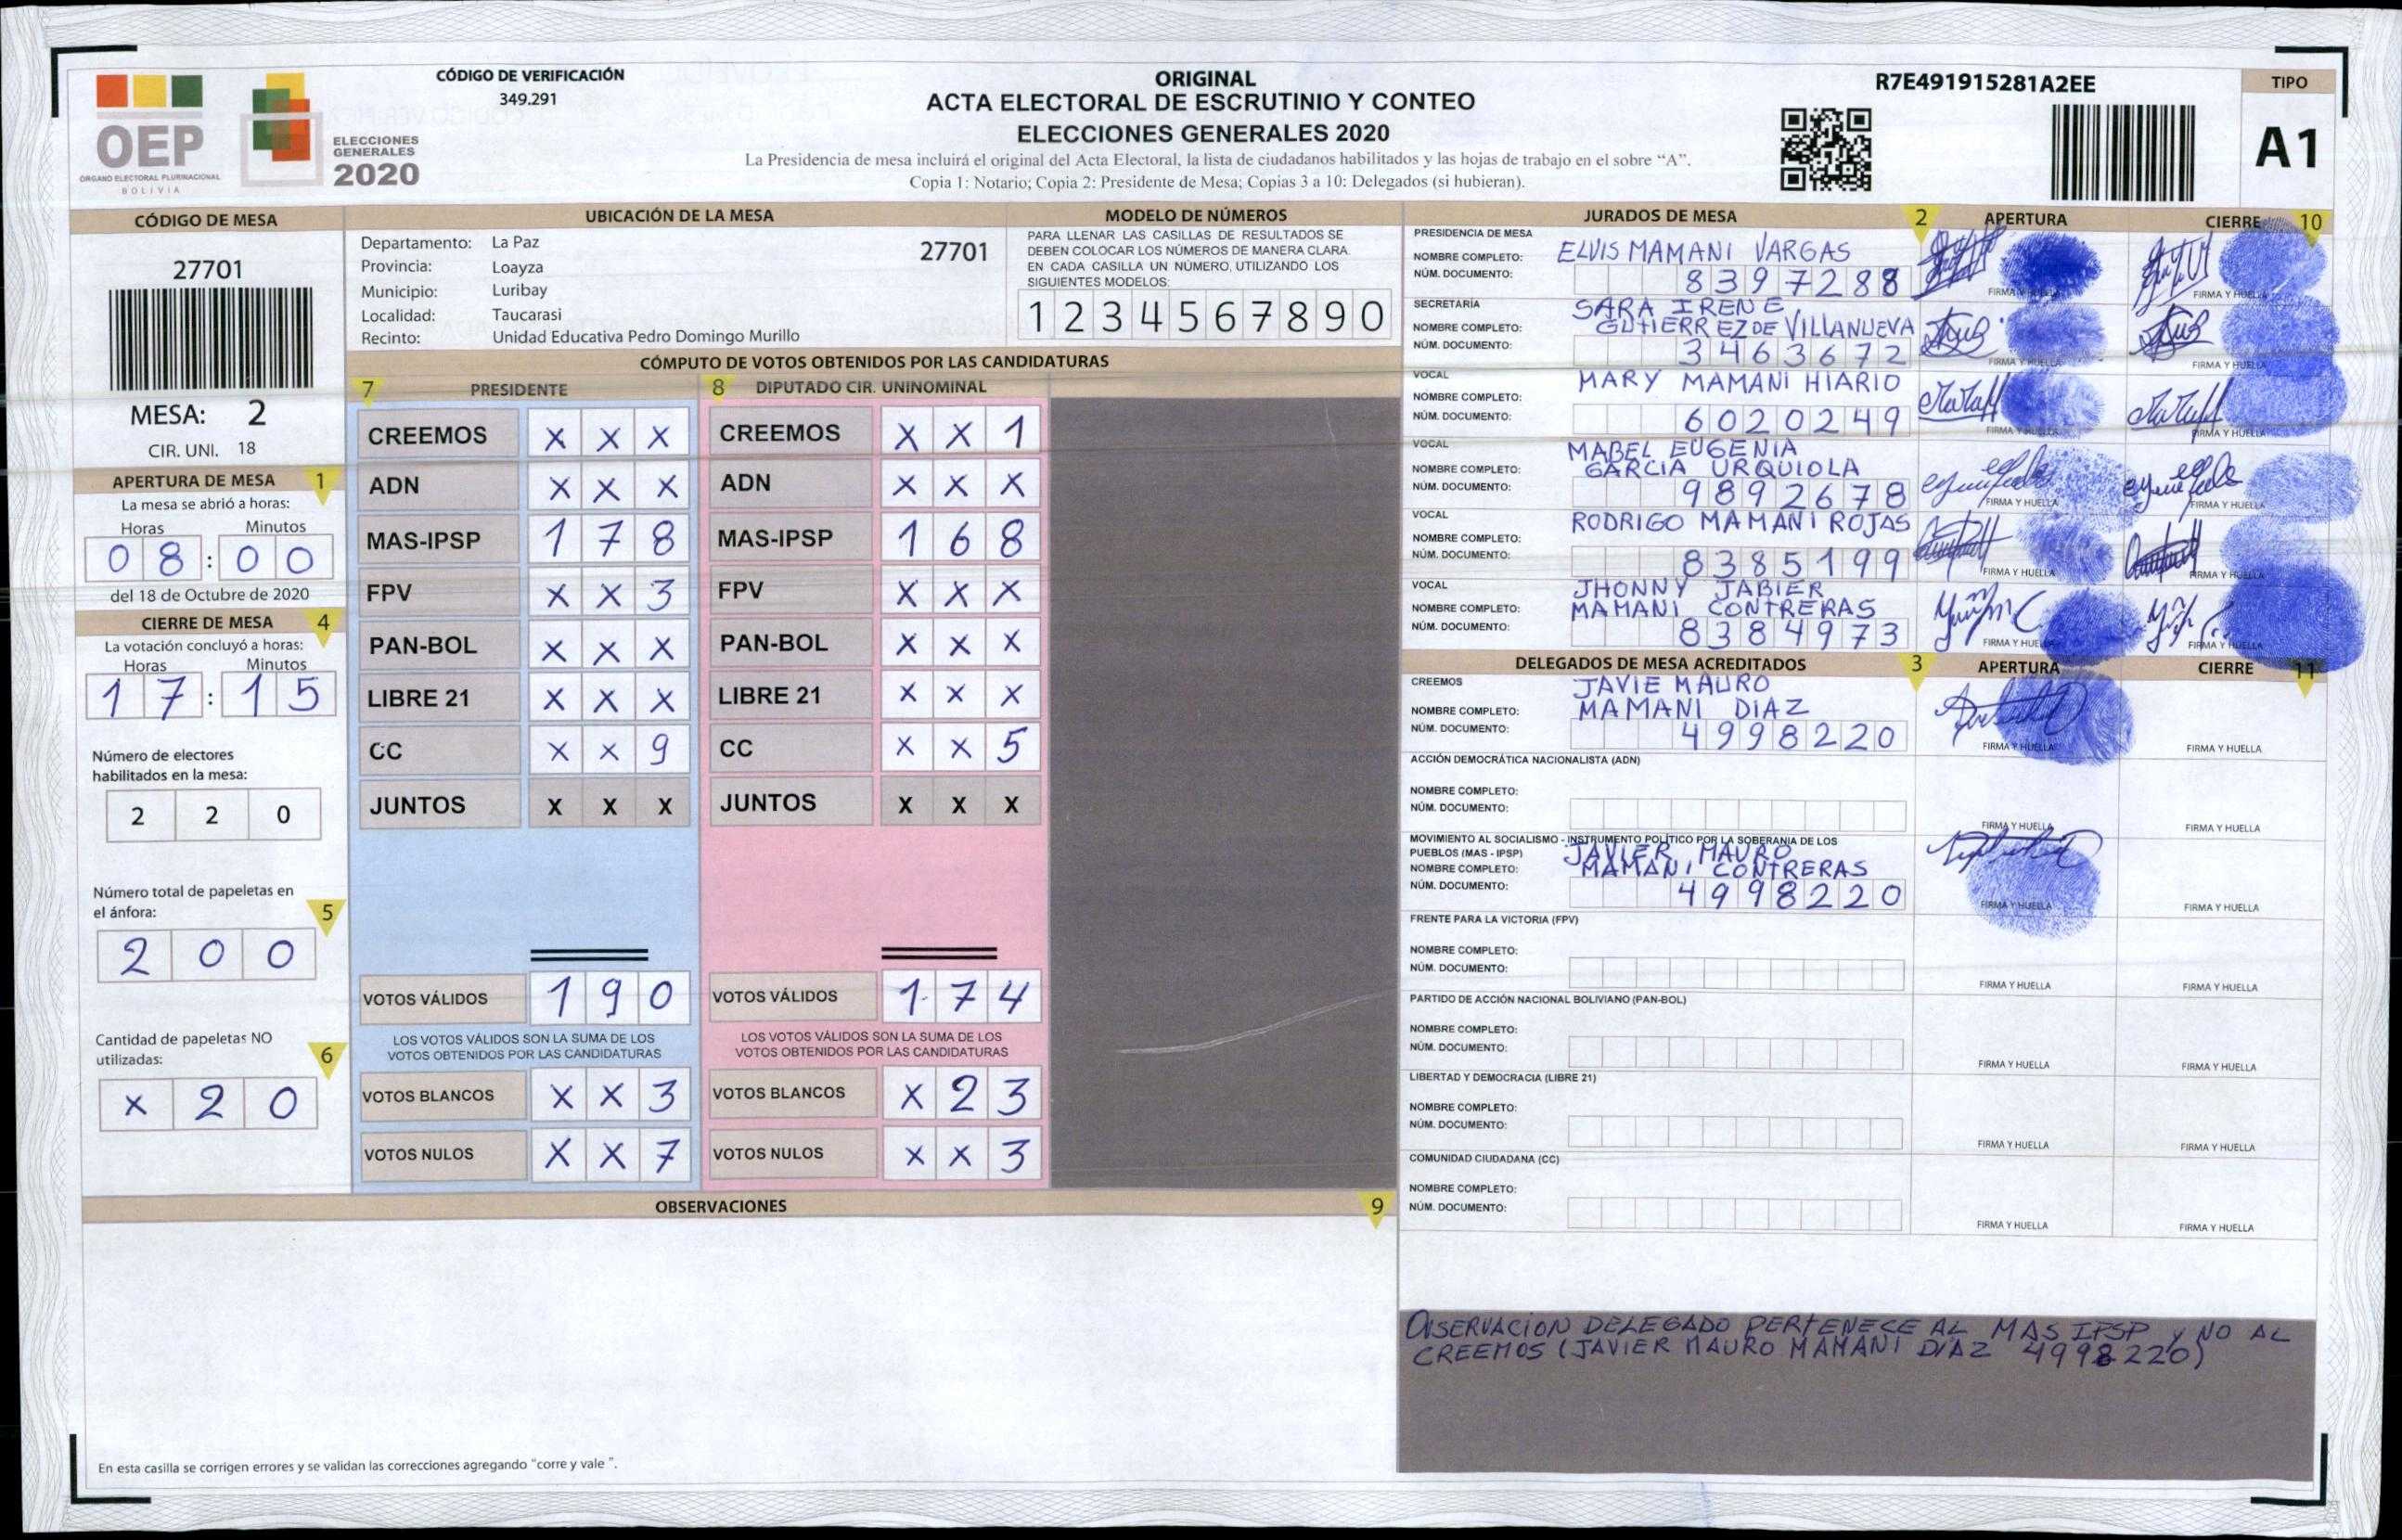 CÓDIGO DE VERIFICACIÓN
349.291
OEP
ÓRGANO ELECTORAL PLURINACIONAL
BOLIVIA
ELECCIONES
GENERALES
2020
ORIGINAL
ACTA ELECTORAL DE ESCRUTINIO Y CONTEO
ELECCIONES GENERALES 2020
La Presidencia de mesa incluirá el original del Acta Electoral, la lista de ciudadanos habilitados y las hojas de trabajo en el sobre “A”.
Copia 1: Notario; Copia 2: Presidente de Mesa; Copias 3 a 10: Delegados (si hubieran).
R7E491915281A2EE
TIPO
A1
CÓDIGO DE MESA
27701
MESA: 2
CIR. UNI. 18
APERTURA DE MESA 1
La mesa se abrió a horas:
Horas Minutos
0 8 : 0 0
del 18 de Octubre de 2020
CIERRE DE MESA 4
La votación concluyó a horas:
Horas Minutos
1 7 : 1 5
Número de electores
habilitados en la mesa:
2 2 0
Número total de papeletas en
el ánfora: 5
2 0 0
Cantidad de papeletas NO
utilizadas: 6
x 2 0
UBICACIÓN DE LA MESA
Departamento: La Paz 27701
Provincia: Loayza
Municipio: Luribay
Localidad: Taucarasi
Recinto: Unidad Educativa Pedro Domingo Murillo
MODELO DE NÚMEROS
PARA LLENAR LAS CASILLAS DE RESULTADOS SE
DEBEN COLOCAR LOS NÚMEROS DE MANERA CLARA.
EN CADA CASILLA UN NÚMERO, UTILIZANDO LOS
SIGUIENTES MODELOS:
1 2 3 4 5 6 7 8 9 0
CÓMPUTO DE VOTOS OBTENIDOS POR LAS CANDIDATURAS
7 PRESIDENTE
CREEMOS X X X
ADN X X X
MAS-IPSP 1 7 8
FPV X X 3
PAN-BOL X X X
LIBRE 21 X X X
CC X X 9
JUNTOS X X X
VOTOS VÁLIDOS 1 9 0
LOS VOTOS VÁLIDOS SON LA SUMA DE LOS
VOTOS OBTENIDOS POR LAS CANDIDATURAS
VOTOS BLANCOS X X 3
VOTOS NULOS X X 7
8 DIPUTADO CIR. UNINOMINAL
CREEMOS X X 1
ADN X X X
MAS-IPSP 1 6 8
FPV X X X
PAN-BOL X X X
LIBRE 21 X X X
CC X X 5
JUNTOS X X X
VOTOS VÁLIDOS 1 7 4
LOS VOTOS VÁLIDOS SON LA SUMA DE LOS
VOTOS OBTENIDOS POR LAS CANDIDATURAS
VOTOS BLANCOS X 2 3
VOTOS NULOS X X 3
OBSERVACIONES 9
En esta casilla se corrigen errores y se validan las correcciones agregando “corre y vale ”.
JURADOS DE MESA 2 APERTURA CIERRE 10
PRESIDENCIA DE MESA
NOMBRE COMPLETO: ELVIS MAMANI VARGAS
NÚM. DOCUMENTO: 8397288
FIRMA Y HUELLA FIRMA Y HUELLA
SECRETARÍA
NOMBRE COMPLETO: SARA IRENE
GUTIERREZ DE VILLANUEVA
NÚM. DOCUMENTO: 3463672
FIRMA Y HUELLA FIRMA Y HUELLA
VOCAL
NOMBRE COMPLETO: MARY MAMANI HIARIO
NÚM. DOCUMENTO: 6020249
FIRMA Y HUELLA FIRMA Y HUELLA
VOCAL
NOMBRE COMPLETO: MABEL EUGENIA
GARCIA URQUIOLA
NÚM. DOCUMENTO: 9892678
FIRMA Y HUELLA FIRMA Y HUELLA
VOCAL
NOMBRE COMPLETO: RODRIGO MAMANI ROJAS
NÚM. DOCUMENTO: 8385199
FIRMA Y HUELLA FIRMA Y HUELLA
VOCAL
NOMBRE COMPLETO: JHONNY JABIER
MAMANI CONTRERAS
NÚM. DOCUMENTO: 8384973
FIRMA Y HUELLA FIRMA Y HUELLA
DELEGADOS DE MESA ACREDITADOS 3 APERTURA CIERRE 11
CREEMOS
NOMBRE COMPLETO: JAVIE MAURO
MAMANI DIAZ
NÚM. DOCUMENTO: 4998220
FIRMA Y HUELLA FIRMA Y HUELLA
ACCIÓN DEMOCRÁTICA NACIONALISTA (ADN)
NOMBRE COMPLETO:
NÚM. DOCUMENTO:
FIRMA Y HUELLA FIRMA Y HUELLA
MOVIMIENTO AL SOCIALISMO - INSTRUMENTO POLÍTICO POR LA SOBERANIA DE LOS
PUEBLOS (MAS - IPSP)
NOMBRE COMPLETO: JAVIER MAURO
MAMANI CONTRERAS
NÚM. DOCUMENTO: 4998220
FIRMA Y HUELLA FIRMA Y HUELLA
FRENTE PARA LA VICTORIA (FPV)
NOMBRE COMPLETO:
NÚM. DOCUMENTO:
FIRMA Y HUELLA FIRMA Y HUELLA
PARTIDO DE ACCIÓN NACIONAL BOLIVIANO (PAN-BOL)
NOMBRE COMPLETO:
NÚM. DOCUMENTO:
FIRMA Y HUELLA FIRMA Y HUELLA
LIBERTAD Y DEMOCRACIA (LIBRE 21)
NOMBRE COMPLETO:
NÚM. DOCUMENTO:
FIRMA Y HUELLA FIRMA Y HUELLA
COMUNIDAD CIUDADANA (CC)
NOMBRE COMPLETO:
NÚM. DOCUMENTO:
FIRMA Y HUELLA FIRMA Y HUELLA
OBSERVACION DELEGADO PERTENECE AL MAS IPSP Y NO AL
CREEMOS (JAVIER MAURO MAMANI DIAZ 4998220)